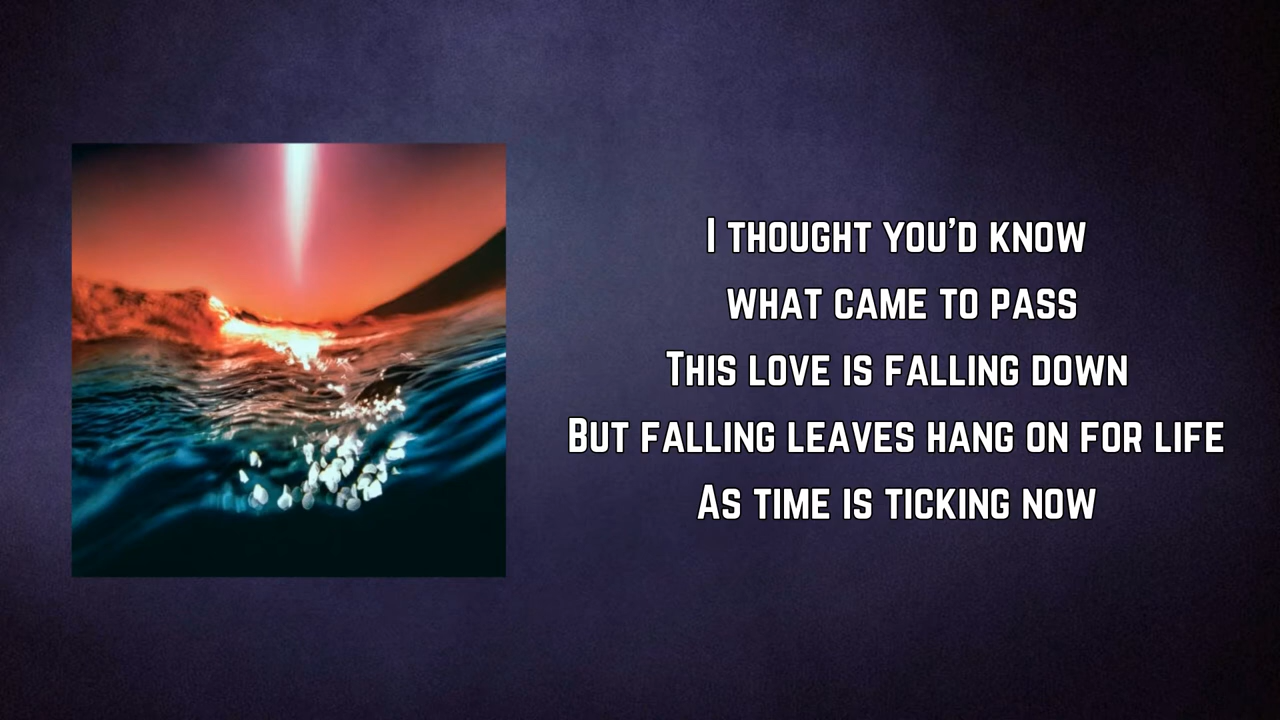 I thought you'd know
what came to pass
This love is falling down
But falling leaves hang on for life
As time is ticking now